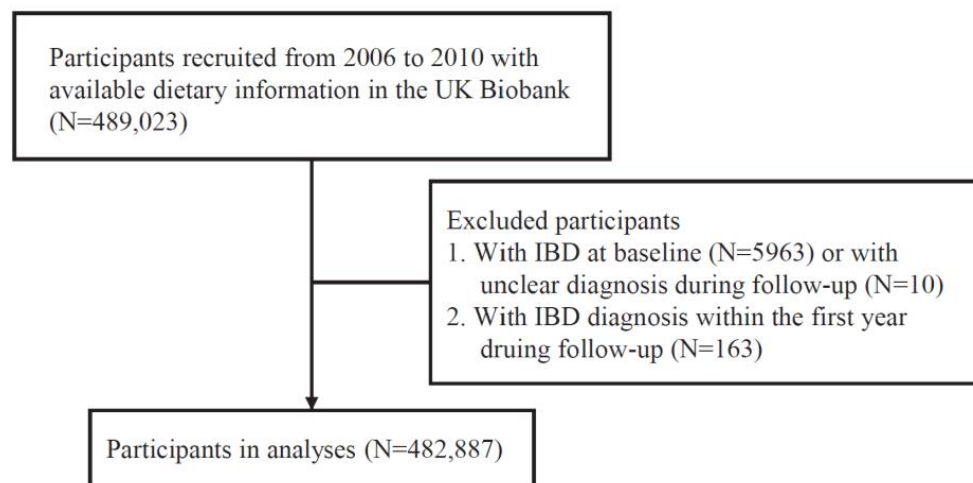 Participants recruited from 2006 to 2010 with
available dietary information in the UK Biobank
(N=489,023)
Excluded participants
1. With IBD at baseline (N=5963) or with
unclear diagnosis during follow-up (N=10)
2. With IBD diagnosis within the first year
druing follow-up (N=163)
Participants in analyses (N=482,887)